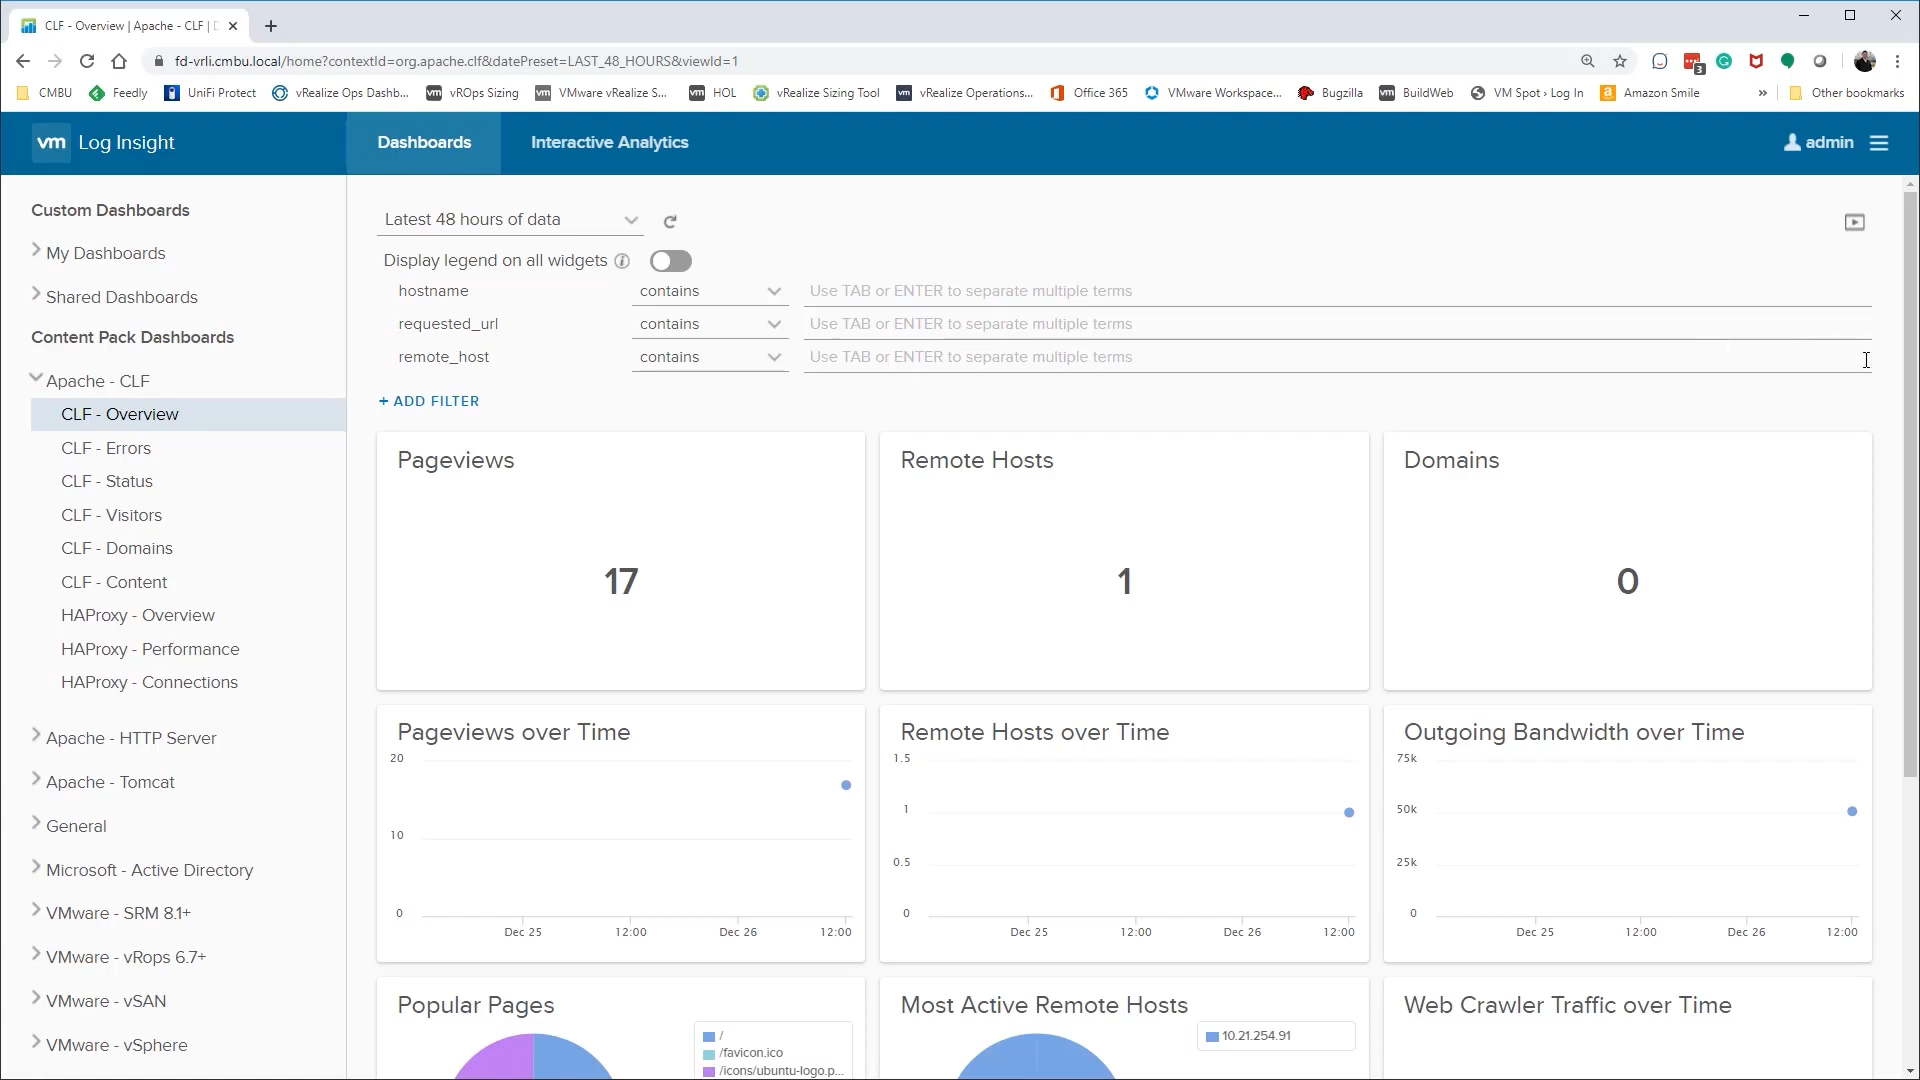 CLF - Overview | Apache - CLF | D
fd-vrli.cmbu.local/home?contextId=org.apache.clf&datePreset=LAST_48_HOURS&viewId=1
3
CMBU
Feedly
UniFi Protect
vRealize Ops Dashb...
vm
vROps Sizing
vm
VMware vRealize S...
vm
HOL
vRealize Sizing Tool
vm
vRealize Operations...
Office 365
VMware Workspace...
Bugzilla
vm
BuildWeb
VM Spot › Log In
a
Amazon Smile
»
Other bookmarks
vm Log Insight
Dashboards
Interactive Analytics
admin
Custom Dashboards
My Dashboards
Shared Dashboards
Content Pack Dashboards
Apache - CLF
CLF - Overview
CLF - Errors
CLF - Status
CLF - Visitors
CLF - Domains
CLF - Content
HAProxy - Overview
HAProxy - Performance
HAProxy - Connections
Apache - HTTP Server
Apache - Tomcat
General
Microsoft - Active Directory
VMware - SRM 8.1+
VMware - vRops 6.7+
VMware - vSAN
VMware - vSphere
Latest 48 hours of data
Display legend on all widgets i
hostname contains Use TAB or ENTER to separate multiple terms
requested_url contains Use TAB or ENTER to separate multiple terms
remote_host contains Use TAB or ENTER to separate multiple terms
+ ADD FILTER
Pageviews
17
Remote Hosts
1
Domains
0
Pageviews over Time
20
10
0
Dec 25 12:00 Dec 26 12:00
Remote Hosts over Time
1.5
1
0.5
0
Dec 25 12:00 Dec 26 12:00
Outgoing Bandwidth over Time
75k
50k
25k
0
Dec 25 12:00 Dec 26 12:00
Popular Pages
/
/favicon.ico
/icons/ubuntu-logo.p...
Most Active Remote Hosts
10.21.254.91
Web Crawler Traffic over Time